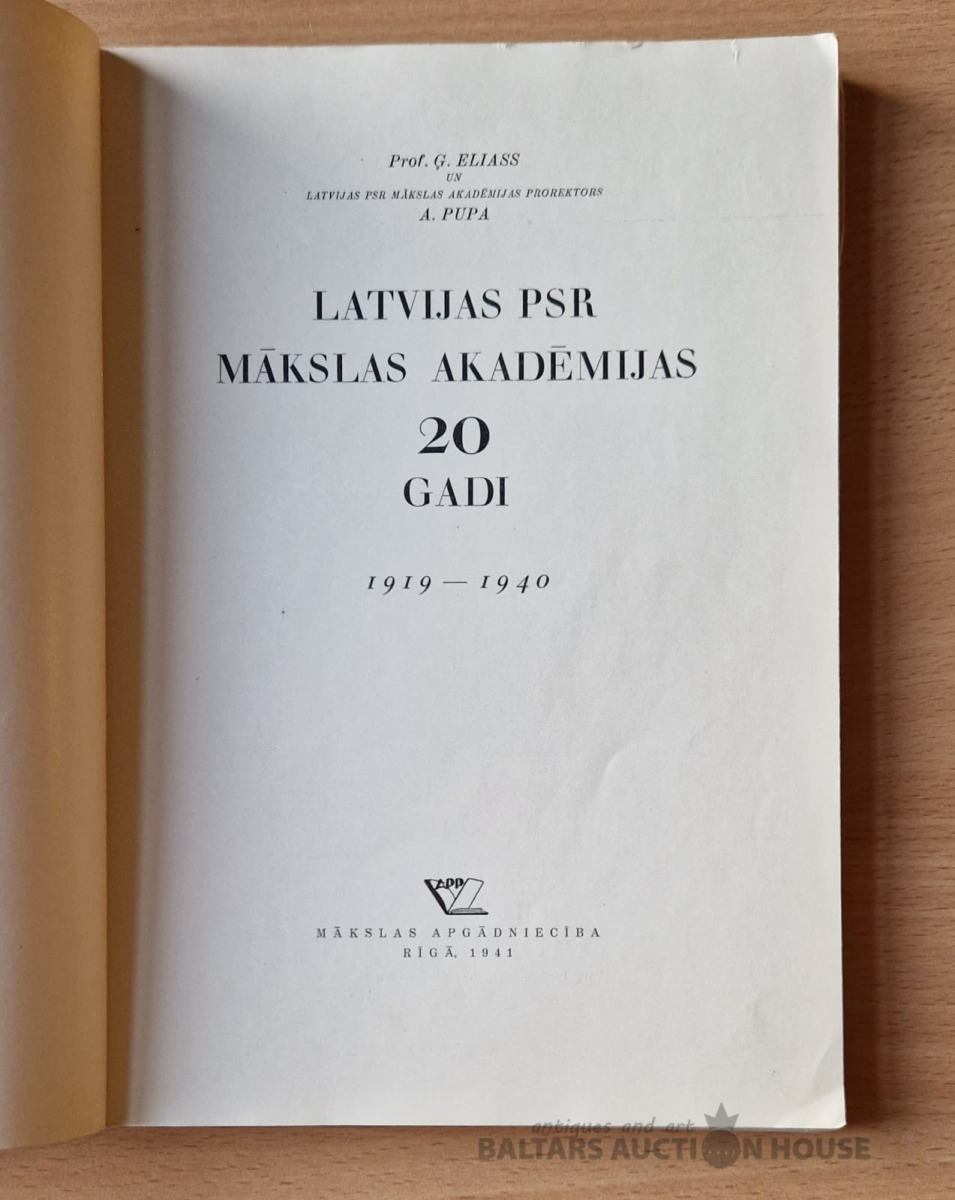 Prof. Ģ. ELIASS
UN
LATVIJAS PSR MĀKSLAS AKADĒMIJAS PROREKTORS
A. PUPA
LATVIJAS PSR
MĀKSLAS AKADĒMIJAS
20
GADI
1919 — 1940
APP
MĀKSLAS APGĀDNIECĪBA
RĪGĀ, 1941
antiques and art
BALTARS AUCTION HOUSE